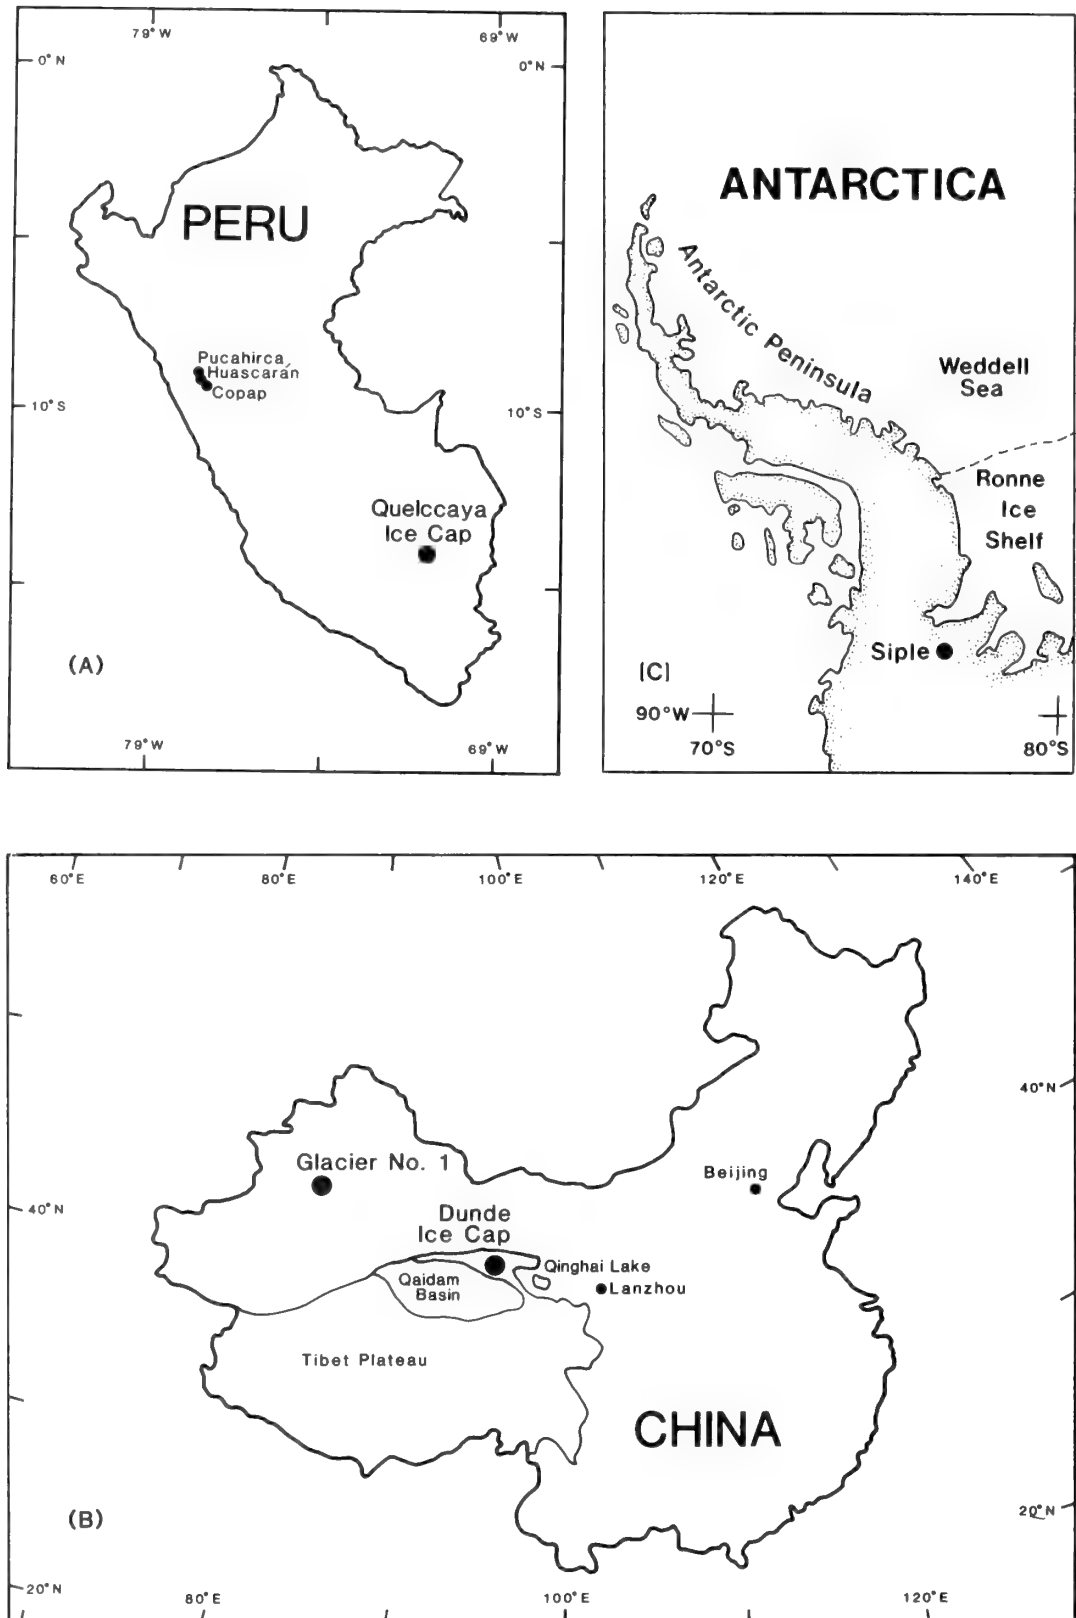 79°W
69°W
0°N
0°N
PERU
Pucahirca
Huascarán
Copap
10°S
10°S
Quelccaya
Ice Cap
(A)
79°W
69°W
ANTARCTICA
Antarctic Peninsula
Weddell
Sea
Ronne
Ice
Shelf
Siple
(C)
90°W
70°S
80°S
60°E
80°E
100°E
120°E
140°E
40°N
Glacier No. 1
Beijing
40°N
Dunde
Ice Cap
Qinghai Lake
Qaidam
Basin
Lanzhou
Tibet Plateau
CHINA
(B)
20°N
20°N
80°E
100°E
120°E